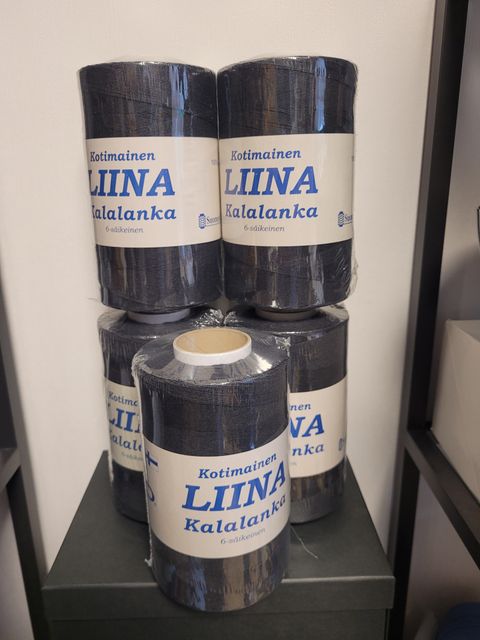 Kotimainen
LIINA
Kalalanka
6-säikeinen
Kotimainen
LIINA
Kalalanka
6-säikeinen
Kotimainen
LIINA
Kalalanka
6-säikeinen